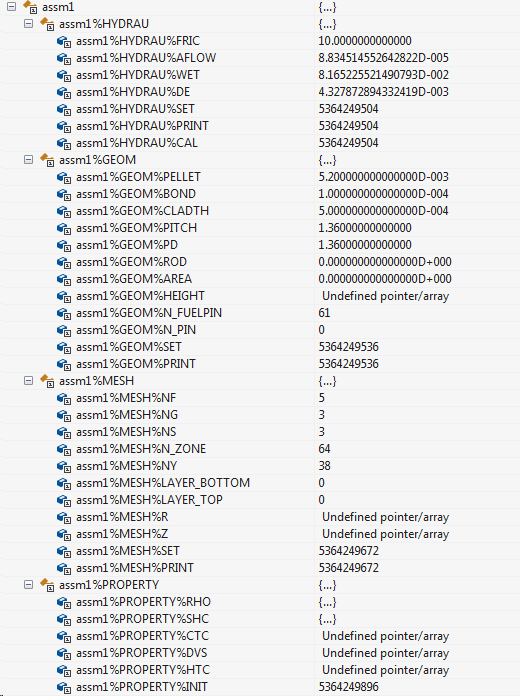 assm1 {...}
assm1%HYDRAU {...}
assm1%HYDRAU%FRIC 10.0000000000000
assm1%HYDRAU%AFLOW 8.834514552642822D-005
assm1%HYDRAU%WET 8.165225521490793D-002
assm1%HYDRAU%DE 4.327872894332419D-003
assm1%HYDRAU%SET 5364249504
assm1%HYDRAU%PRINT 5364249504
assm1%HYDRAU%CAL 5364249504
assm1%GEOM {...}
assm1%GEOM%PELLET 5.200000000000000D-003
assm1%GEOM%BOND 1.000000000000000D-004
assm1%GEOM%CLADTH 5.000000000000000D-004
assm1%GEOM%PITCH 1.36000000000000
assm1%GEOM%PD 1.36000000000000
assm1%GEOM%ROD 0.000000000000000D+000
assm1%GEOM%AREA 0.000000000000000D+000
assm1%GEOM%HEIGHT Undefined pointer/array
assm1%GEOM%N_FUELPIN 61
assm1%GEOM%N_PIN 0
assm1%GEOM%SET 5364249536
assm1%GEOM%PRINT 5364249536
assm1%MESH {...}
assm1%MESH%NF 5
assm1%MESH%NG 3
assm1%MESH%NS 3
assm1%MESH%N_ZONE 64
assm1%MESH%NY 38
assm1%MESH%LAYER_BOTTOM 0
assm1%MESH%LAYER_TOP 0
assm1%MESH%R Undefined pointer/array
assm1%MESH%Z Undefined pointer/array
assm1%MESH%SET 5364249672
assm1%MESH%PRINT 5364249672
assm1%PROPERTY {...}
assm1%PROPERTY%RHO {...}
assm1%PROPERTY%SHC {...}
assm1%PROPERTY%CTC Undefined pointer/array
assm1%PROPERTY%DVS Undefined pointer/array
assm1%PROPERTY%HTC Undefined pointer/array
assm1%PROPERTY%INIT 5364249896